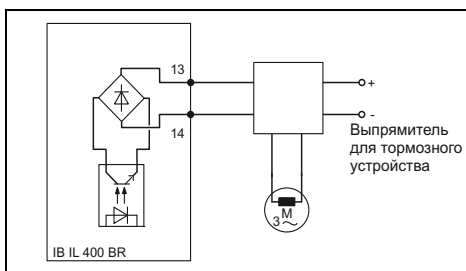 13
+
14
-
Выпрямитель
для тормозного
устройства
M
3 ~
IB IL 400 BR